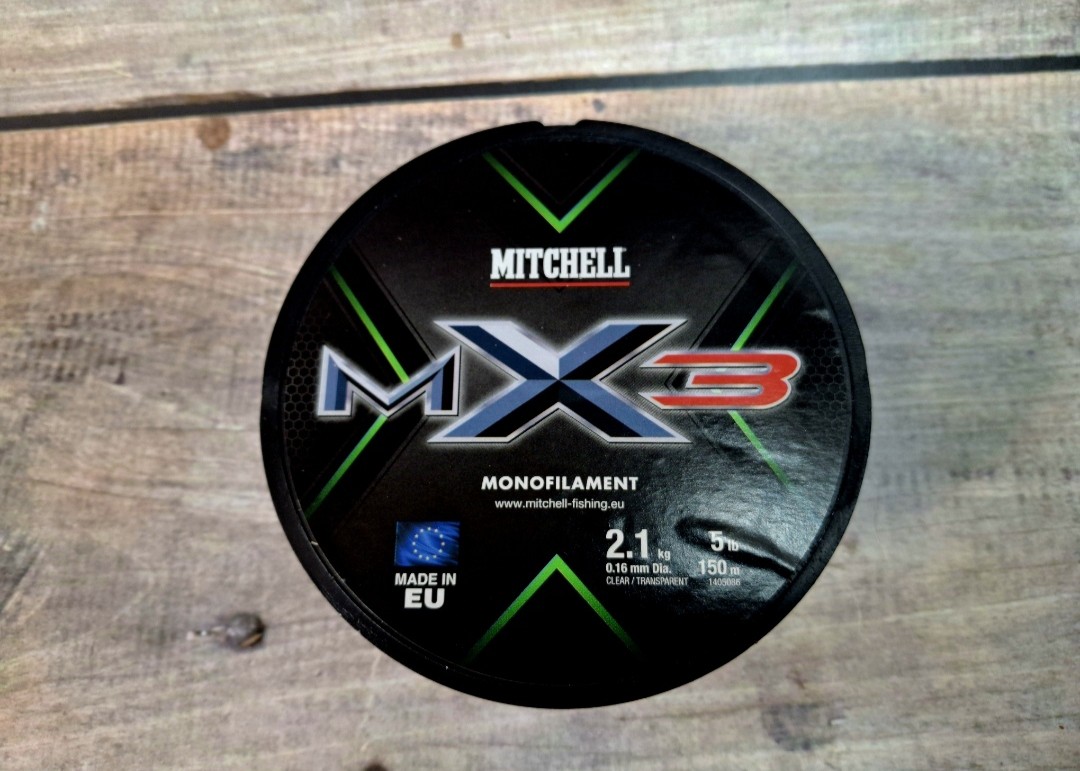 MITCHELL
MX3
MONOFILAMENT
www.mitchell-fishing.eu
2.1 kg 5 lb
0.16 mm Dia. 150 m
CLEAR / TRANSPARENT
MADE IN
EU